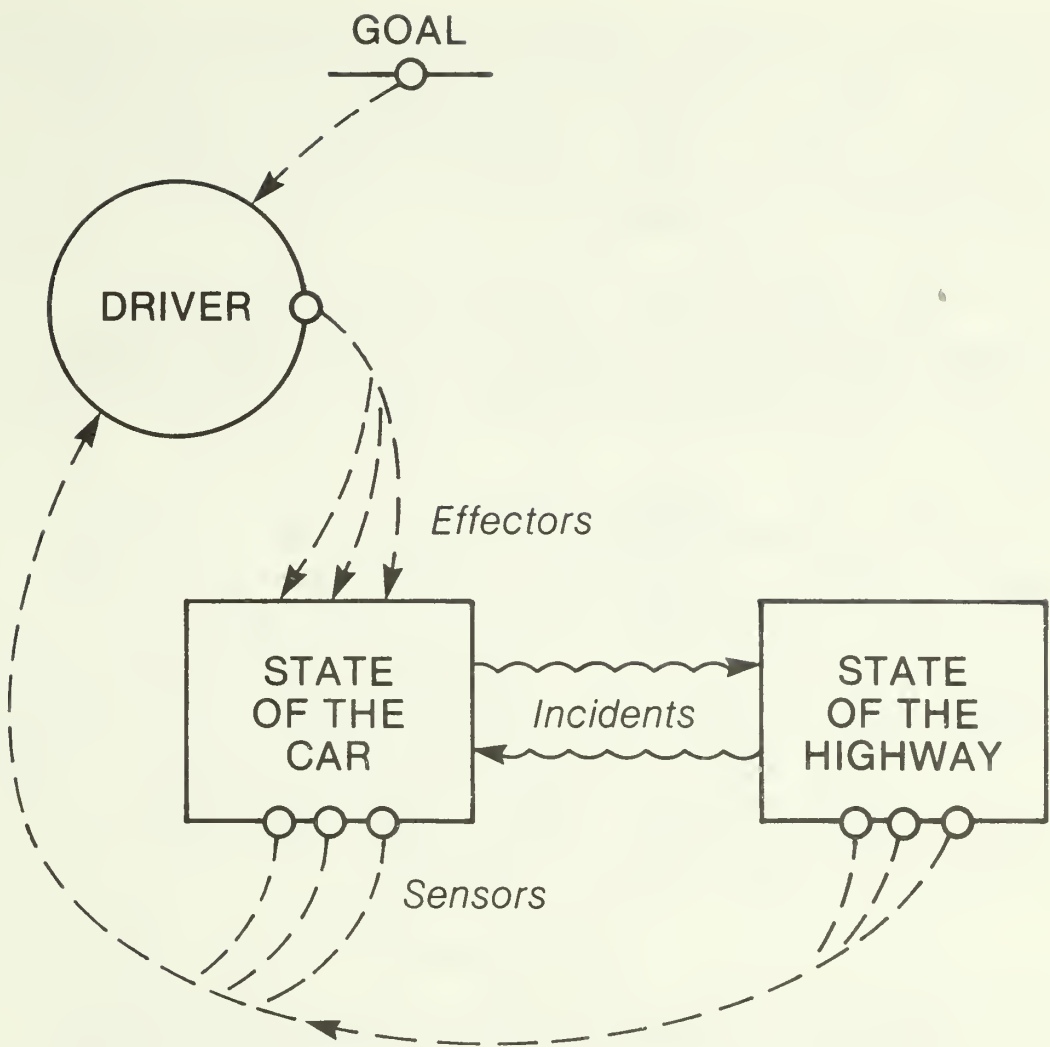 GOAL
DRIVER
Effectors
STATE
OF THE
CAR
Incidents
STATE
OF THE
HIGHWAY
Sensors